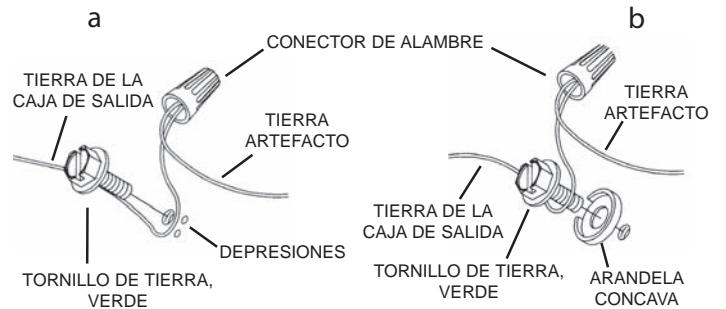 a
b
CONECTOR DE ALAMBRE
TIERRA DE LA
CAJA DE SALIDA
TIERRA
ARTEFACTO
TIERRA
ARTEFACTO
DEPRESIONES
TIERRA DE LA
CAJA DE SALIDA
TORNILLO DE TIERRA,
VERDE
TORNILLO DE TIERRA,
VERDE
ARANDELA
CONCAVA